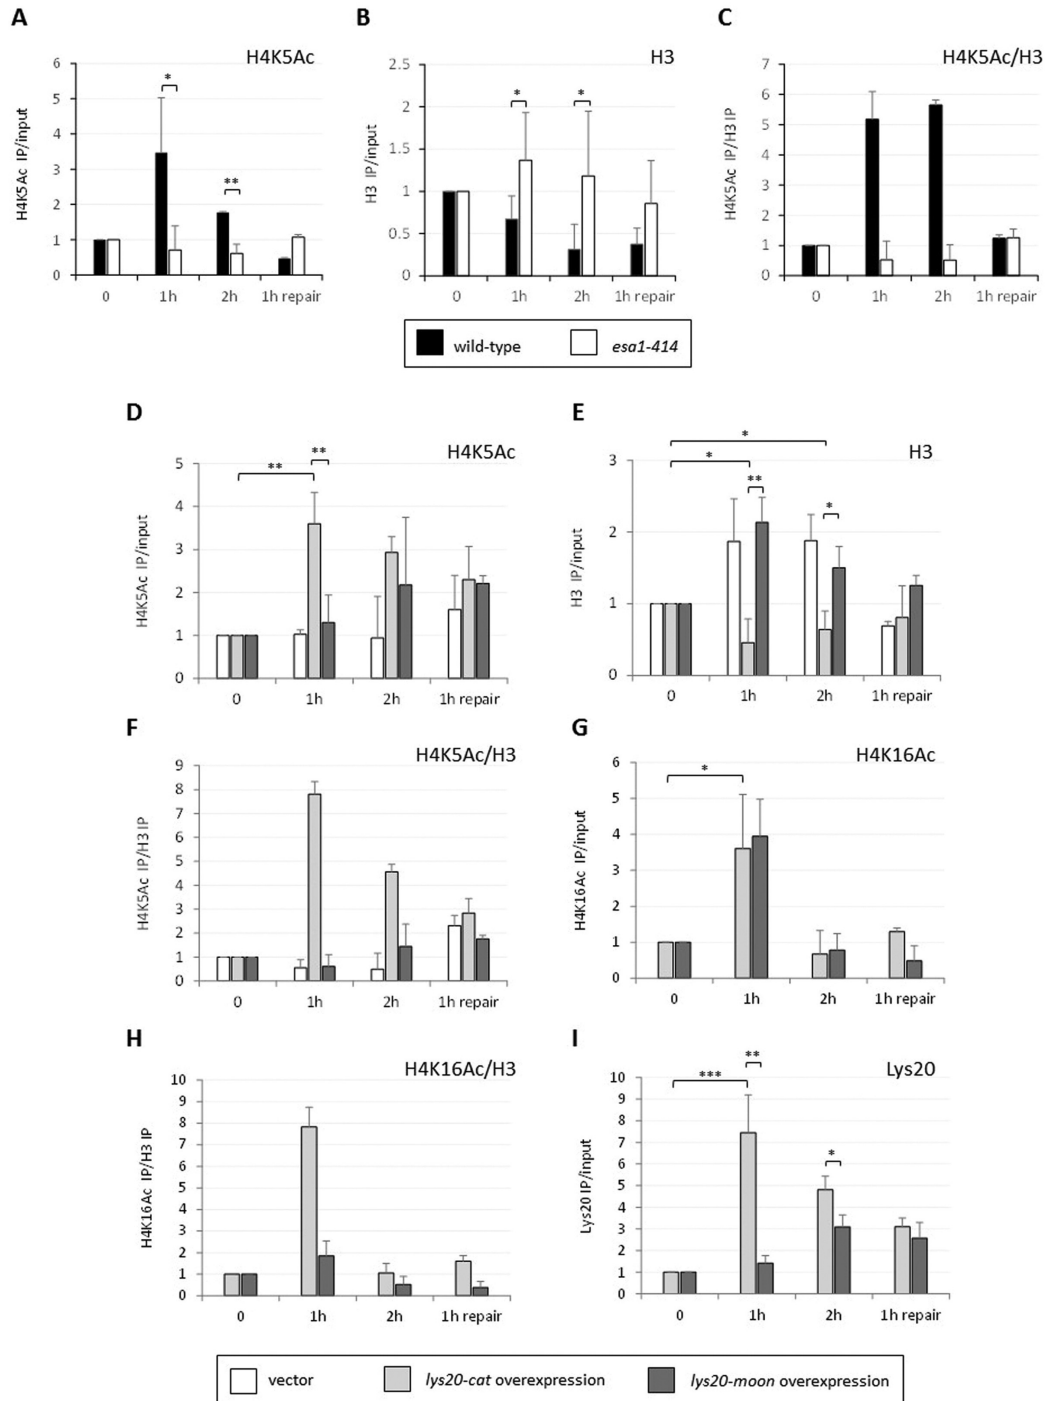 A
H4K5Ac
H4K5Ac IP/input
6
5
4
3
2
1
0
*
**
0 1h 2h 1h repair
B
H3
H3 IP/input
2.5
2
1.5
1
0.5
0
* *
0 1h 2h 1h repair
C
H4K5Ac/H3
H4K5Ac IP/H3 IP
7
6
5
4
3
2
1
0
0 1h 2h 1h repair
wild-type esa1-414
D
H4K5Ac
H4K5Ac IP/input
5
4
3
2
1
0
** **
0 1h 2h 1h repair
E
H3
H3 IP/input
3
2
1
0
*
*
**
*
0 1h 2h 1h repair
F
H4K5Ac/H3
H4K5Ac IP/H3 IP
9
8
7
6
5
4
3
2
1
0
0 1h 2h 1h repair
G
H4K16Ac
H4K16Ac IP/input
6
5
4
3
2
1
0
*
0 1h 2h 1h repair
H
H4K16Ac/H3
H4K16Ac IP/H3 IP
10
9
8
7
6
5
4
3
2
1
0
0 1h 2h 1h repair
I
Lys20
Lys20 IP/input
10
9
8
7
6
5
4
3
2
1
0
**
***
*
0 1h 2h 1h repair
vector lys20-cat overexpression lys20-moon overexpression